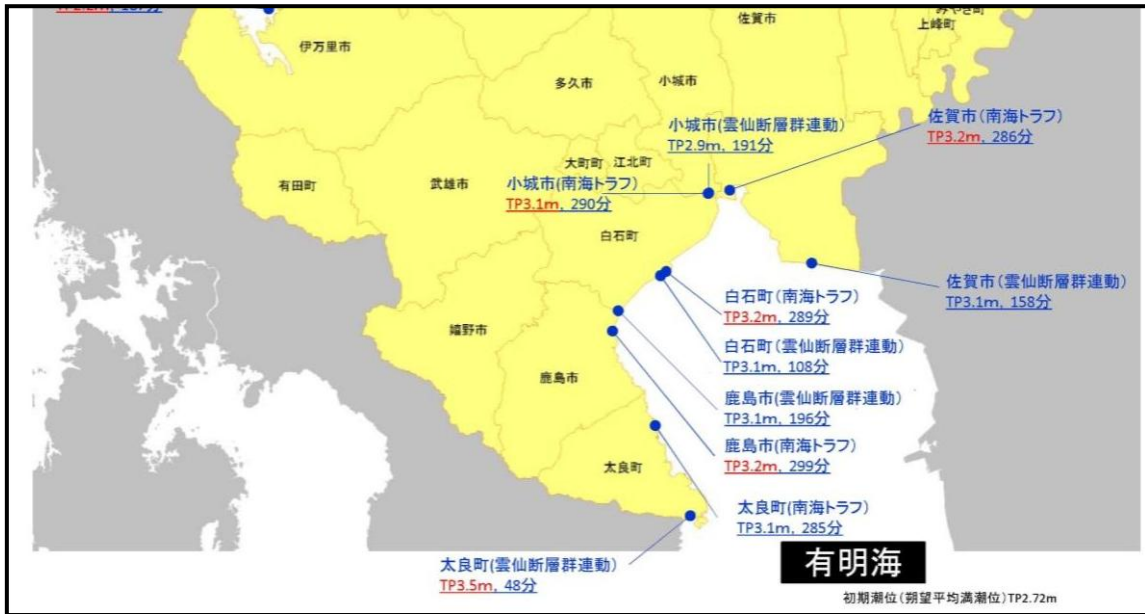 TP2.2m, 187分
伊万里市
佐賀市
みやき町
上峰町
多久市
小城市
佐賀市(南海トラフ)
TP3.2m, 286分
小城市(雲仙断層群連動)
TP2.9m, 191分
大町町
江北町
有田町
武雄市
小城市(南海トラフ)
TP3.1m, 290分
白石町
佐賀市(雲仙断層群連動)
TP3.1m, 158分
白石町(南海トラフ)
TP3.2m, 289分
嬉野市
白石町(雲仙断層群連動)
TP3.1m, 108分
鹿島市
鹿島市(雲仙断層群連動)
TP3.1m, 196分
鹿島市(南海トラフ)
TP3.2m, 299分
太良町
太良町(南海トラフ)
TP3.1m, 285分
太良町(雲仙断層群連動)
TP3.5m, 48分
有明海
初期潮位(朔望平均満潮位)TP2.72m